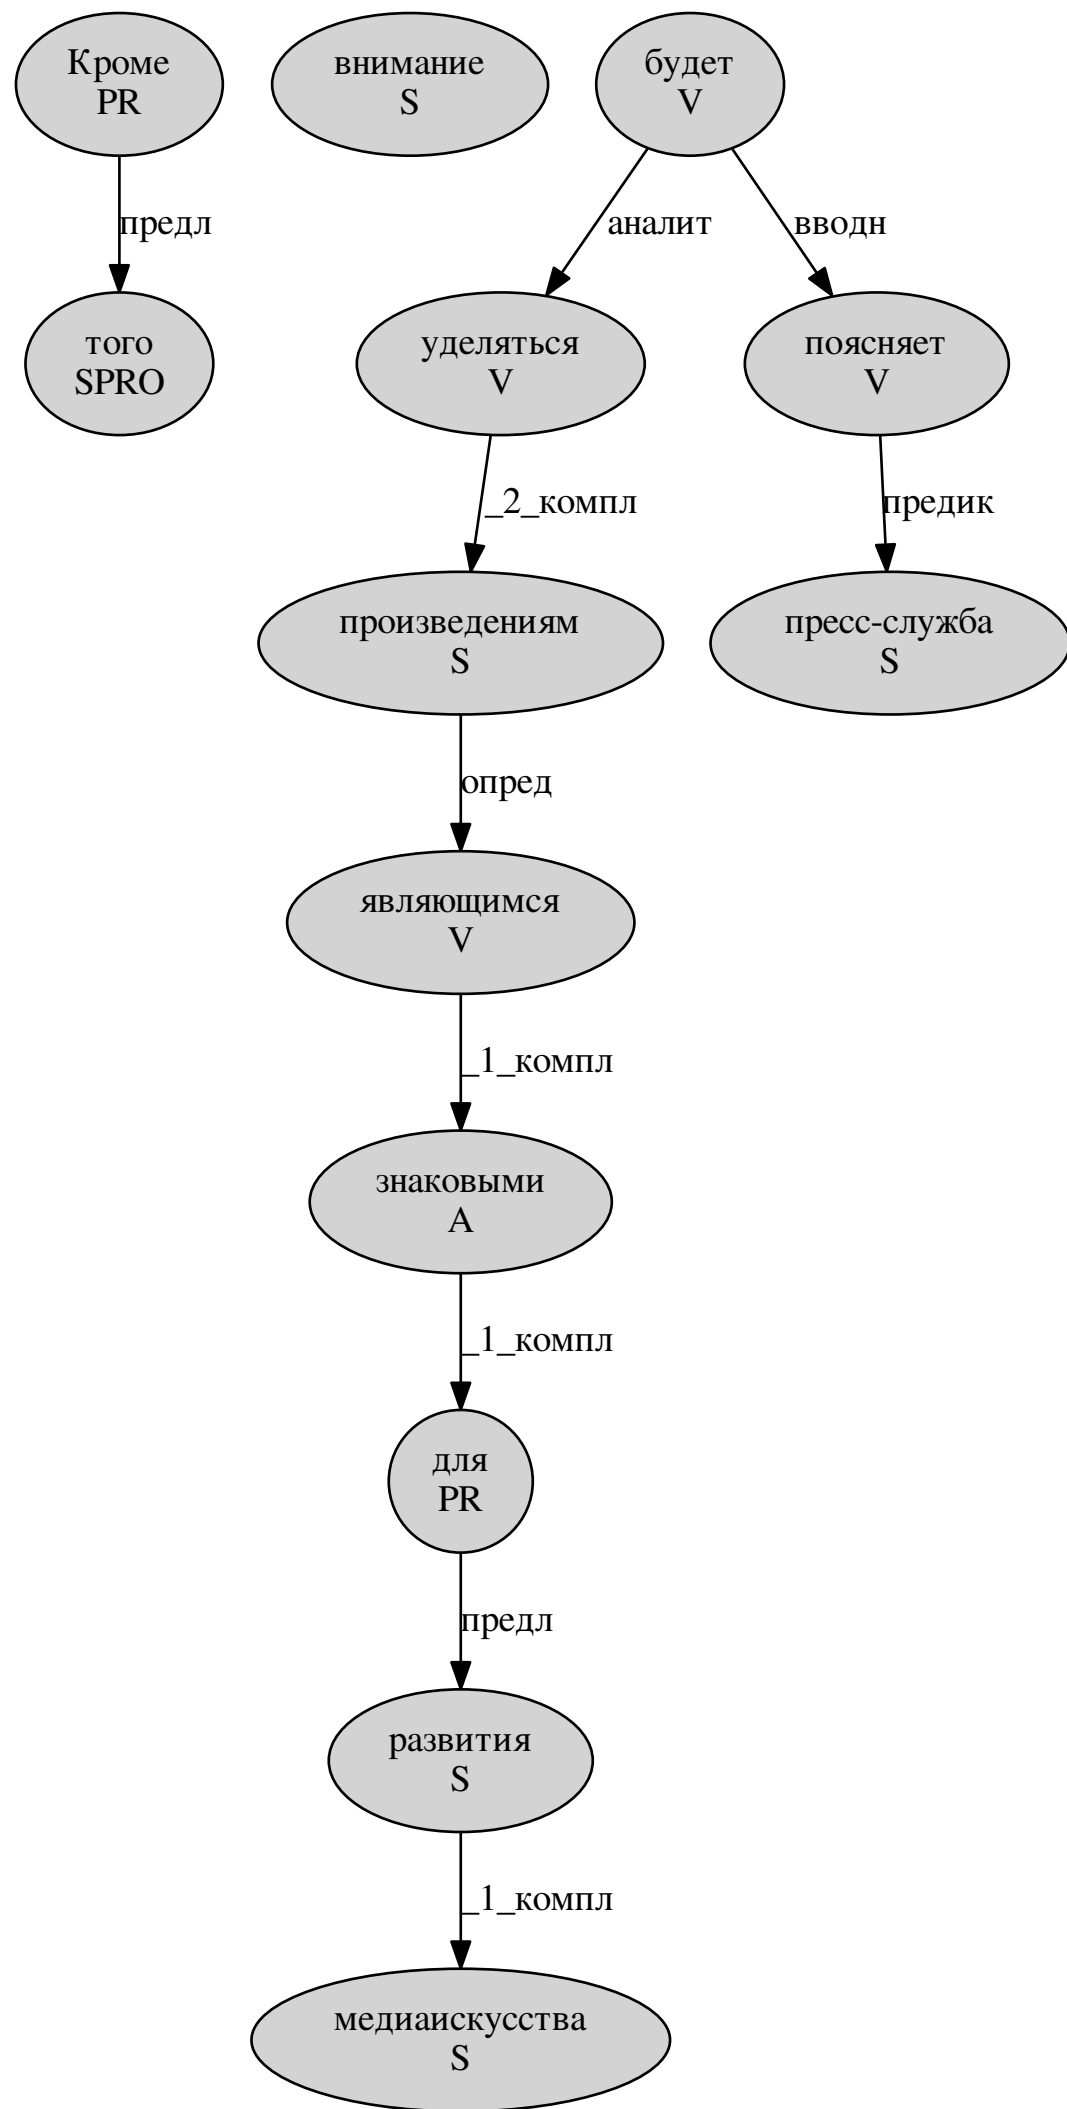 Кроме
PR
внимание
S
будет
V
предл
аналит
вводн
того
SPRO
уделяться
V
поясняет
V
_2_компл
предик
произведениям
S
пресс-служба
S
опред
являющимся
V
_1_компл
знаковыми
A
_1_компл
для
PR
предл
развития
S
_1_компл
медиаискусства
S